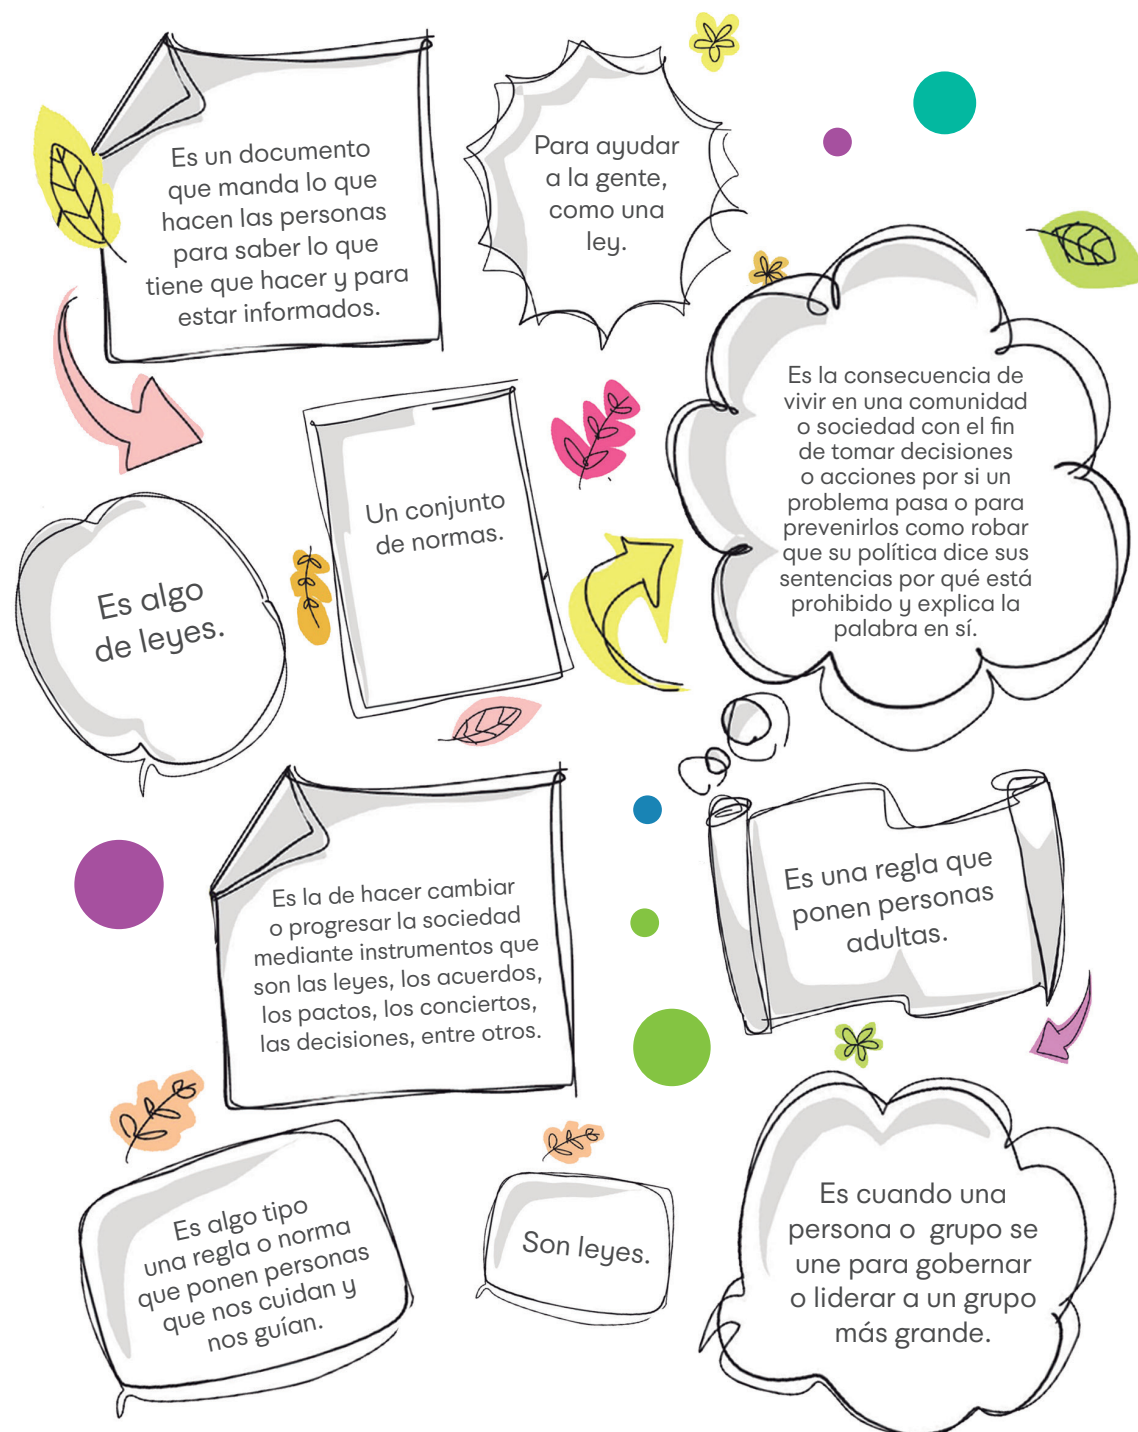 Es un documento
que manda lo que
hacen las personas
para saber lo que
tiene que hacer y para
estar informados.
Para ayudar
a la gente,
como una
ley.
Es la consecuencia de
vivir en una comunidad
o sociedad con el fin
de tomar decisiones
o acciones por si un
problema pasa o para
prevenirlos como robar
que su política dice sus
sentencias por qué está
prohibido y explica la
palabra en sí.
Un conjunto
de normas.
Es algo
de leyes.
Es la de hacer cambiar
o progresar la sociedad
mediante instrumentos que
son las leyes, los acuerdos,
los pactos, los conciertos,
las decisiones, entre otros.
Es una regla que
ponen personas
adultas.
Es algo tipo
una regla o norma
que ponen personas
que nos cuidan y
nos guían.
Son leyes.
Es cuando una
persona o grupo se
une para gobernar
o liderar a un grupo
más grande.